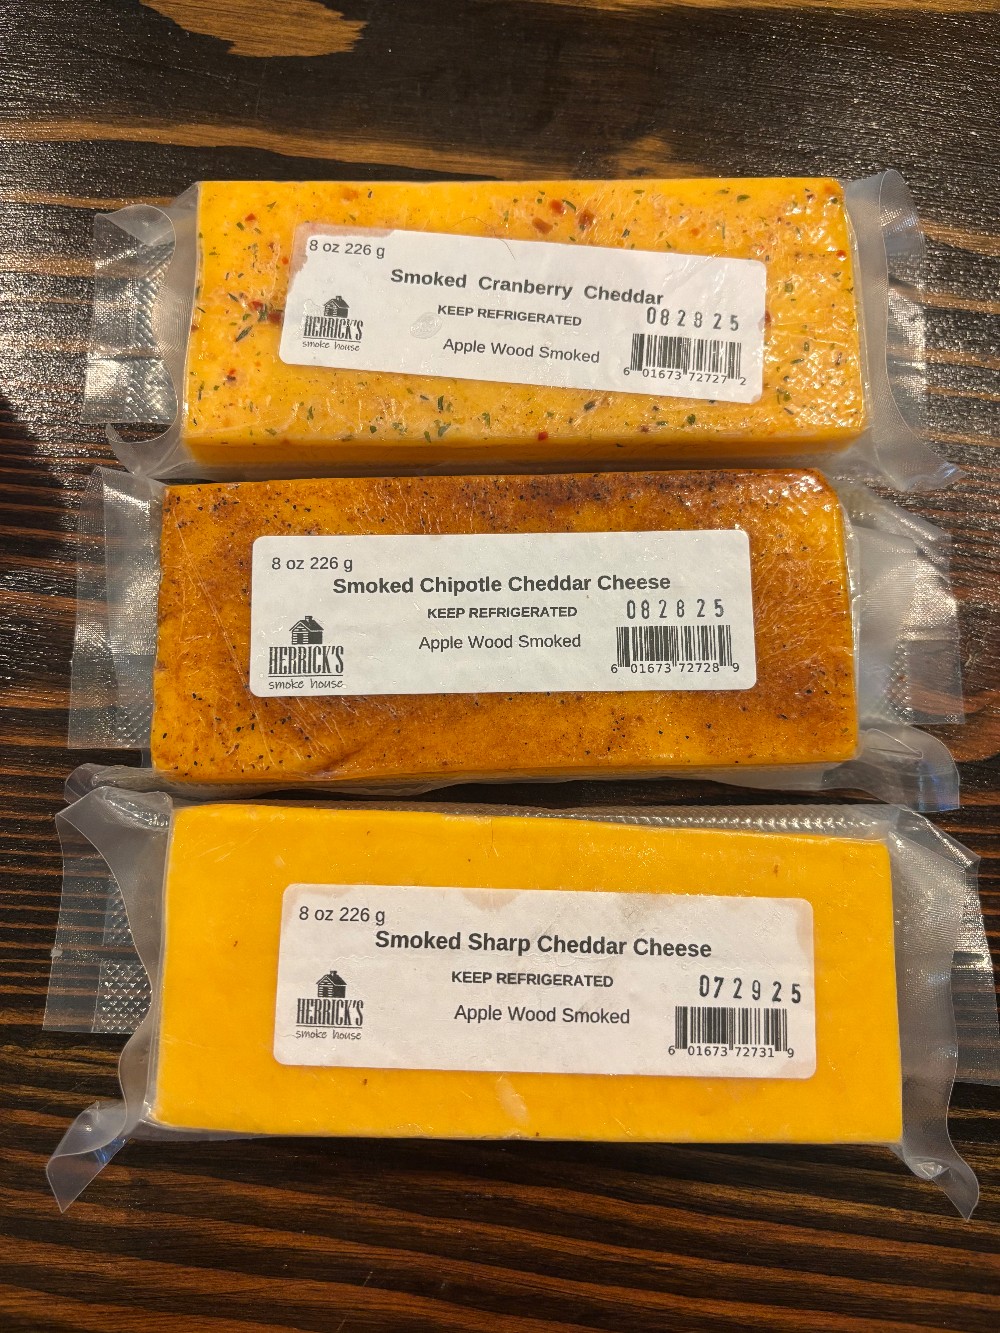 8 oz 226 g
Smoked Cranberry Cheddar
KEEP REFRIGERATED
082825
HERRICK'S
smoke house
Apple Wood Smoked
6 01673 72727 2
8 oz 226 g
Smoked Chipotle Cheddar Cheese
KEEP REFRIGERATED
082825
HERRICK'S
smoke house
Apple Wood Smoked
6 01673 72728 9
8 oz 226 g
Smoked Sharp Cheddar Cheese
KEEP REFRIGERATED
072925
HERRICK'S
smoke house
Apple Wood Smoked
6 01673 72731 9